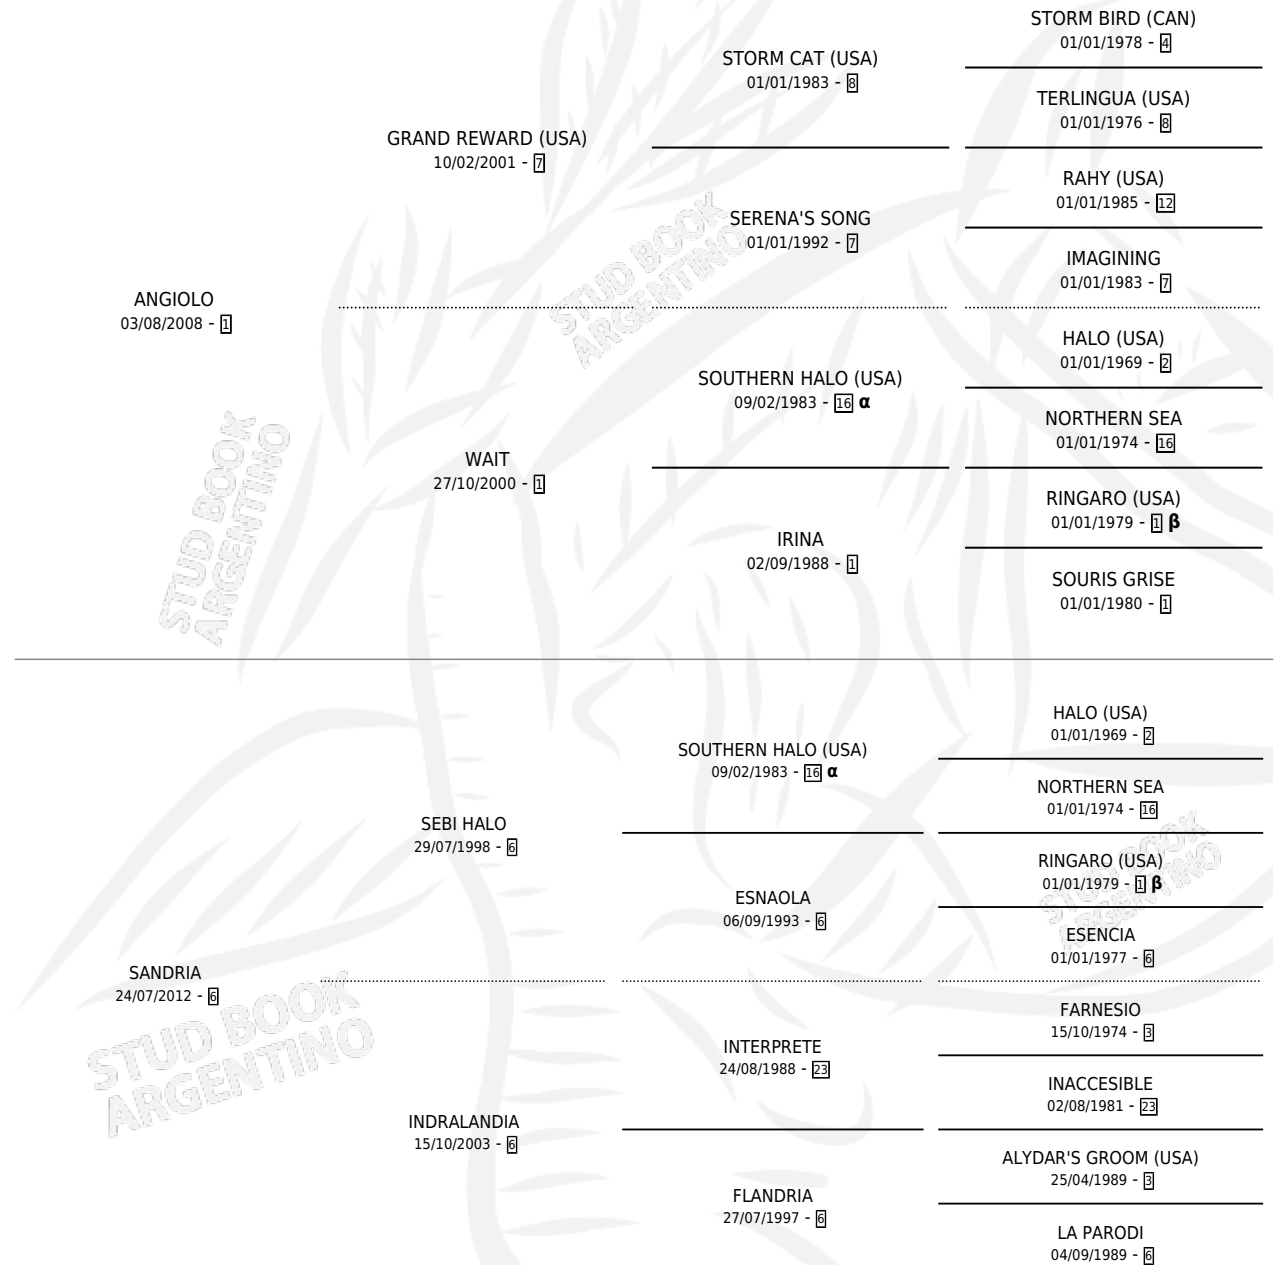 STORM BIRD (CAN)
01/01/1978 - 4
STORM CAT (USA)
01/01/1983 - 8
TERLINGUA (USA)
01/01/1976 - 8
GRAND REWARD (USA)
10/02/2001 - 7
RAHY (USA)
01/01/1985 - 12
SERENA'S SONG
01/01/1992 - 7
IMAGINING
01/01/1983 - 7
ANGIOLO
03/08/2008 - 1
HALO (USA)
01/01/1969 - 2
SOUTHERN HALO (USA)
09/02/1983 - 16 α
NORTHERN SEA
01/01/1974 - 16
WAIT
27/10/2000 - 1
RINGARO (USA)
01/01/1979 - 1 β
IRINA
02/09/1988 - 1
SOURIS GRISE
01/01/1980 - 1
STUD BOOK
ARGENTINO
STUD BOOK
ARGENTINO
HALO (USA)
01/01/1969 - 2
SOUTHERN HALO (USA)
09/02/1983 - 16 α
NORTHERN SEA
01/01/1974 - 16
SEBI HALO
29/07/1998 - 6
RINGARO (USA)
01/01/1979 - 1 β
ESNAOLA
06/09/1993 - 6
ESENCIA
01/01/1977 - 6
SANDRIA
24/07/2012 - 6
FARNESIO
15/10/1974 - 3
INTERPRETE
24/08/1988 - 23
INACCESIBLE
02/08/1981 - 23
INDRALANDIA
15/10/2003 - 6
ALYDAR'S GROOM (USA)
25/04/1989 - 3
FLANDRIA
27/07/1997 - 6
LA PARODI
04/09/1989 - 6
STUD BOOK
ARGENTINO
STUD BOOK
ARGENTINO